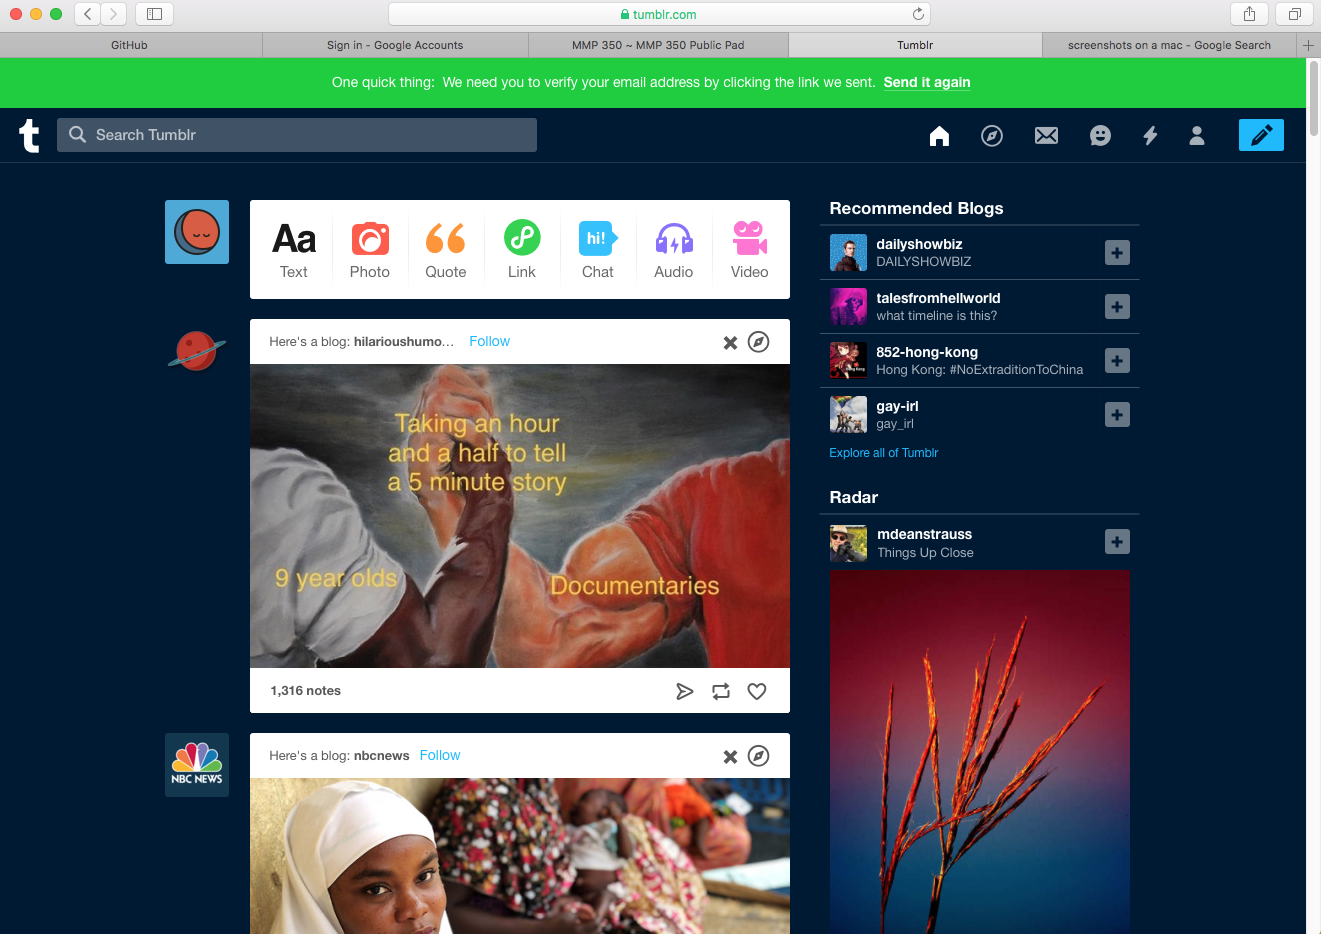 tumblr.com
GitHub
Sign in - Google Accounts
MMP 350 ~ MMP 350 Public Pad
Tumblr
screenshots on a mac - Google Search
One quick thing: We need you to verify your email address by clicking the link we sent. Send it again
t
Search Tumblr
Aa
Text
Photo
Quote
Link
hi!
Chat
Audio
Video
Here's a blog: hilarioushumo... Follow
Taking an hour
and a half to tell
a 5 minute story
9 year olds
Documentaries
1,316 notes
NBC NEWS
Here's a blog: nbcnews Follow
Recommended Blogs
dailyshowbiz
DAILYSHOWBIZ
talesfromhellworld
what timeline is this?
852-hong-kong
Hong Kong: #NoExtraditionToChina
gay-irl
gay_irl
Explore all of Tumblr
Radar
mdeanstrauss
Things Up Close